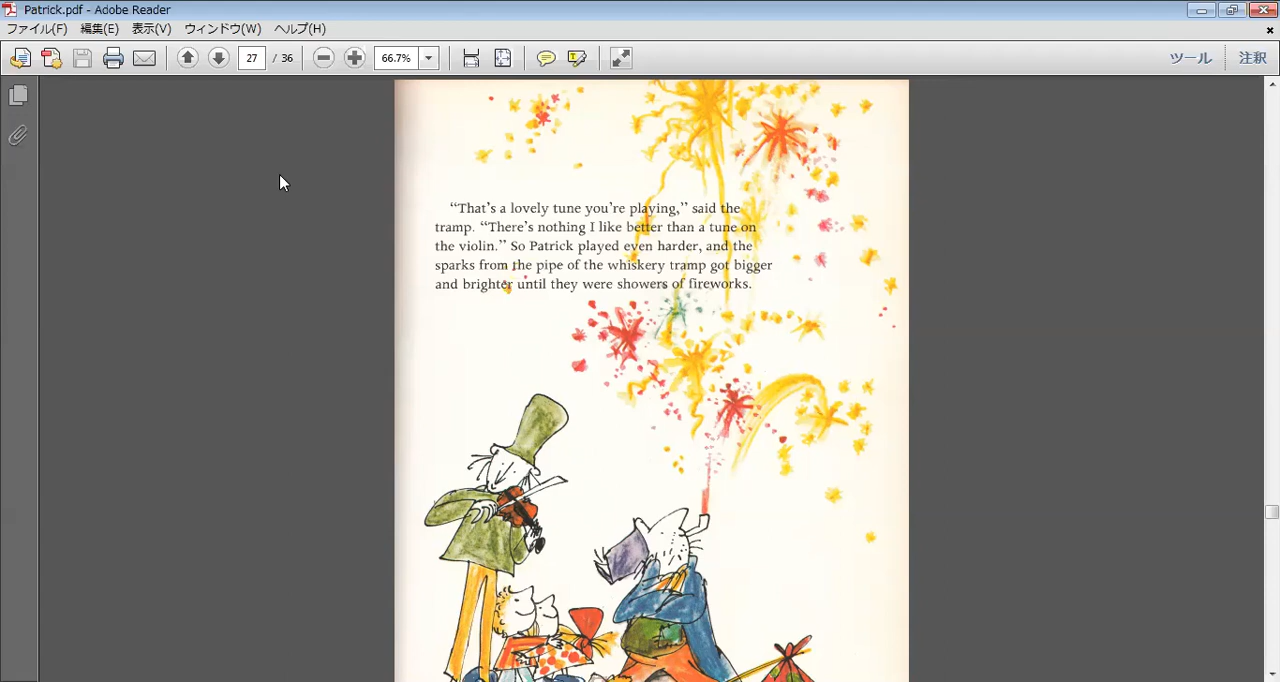 Patrick.pdf - Adobe Reader
ファイル(F) 編集(E) 表示(V) ウィンドウ(W) ヘルプ(H)
27 / 36 66.7% ツール 注釈
“That’s a lovely tune you’re playing,” said the
tramp. “There’s nothing I like better than a tune on
the violin.” So Patrick played even harder, and the
sparks from the pipe of the whiskery tramp got bigger
and brighter until they were showers of fireworks.